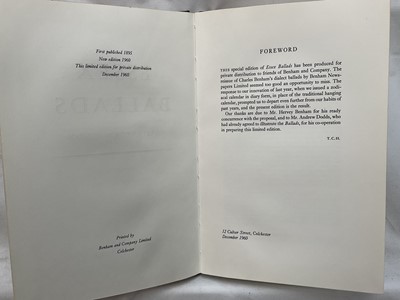 First published 1895
New edition 1960
This limited edition for private distribution
December 1960
Printed by
Benham and Company Limited
Colchester
FOREWORD
THIS special edition of Essex Ballads has been produced for
private distribution to friends of Benham and Company. The
reissue of Charles Benham's dialect ballads by Benham News-
papers Limited seemed too good an opportunity to miss. The
reception to our innovation of last year, when we issued a zodi-
acal calendar in diary form, in place of the traditional hanging
calendar, prompted us to depart even further from our habits of
past years, and the present edition is the result.
Our thanks are due to Mr. Hervey Benham for his ready
concurrence with the proposal, and to Mr. Andrew Dodds, who
had already agreed to illustrate the Ballads, for his co-operation
in preparing this limited edition.
T.C.H.
12 Culver Street, Colchester
December 1960